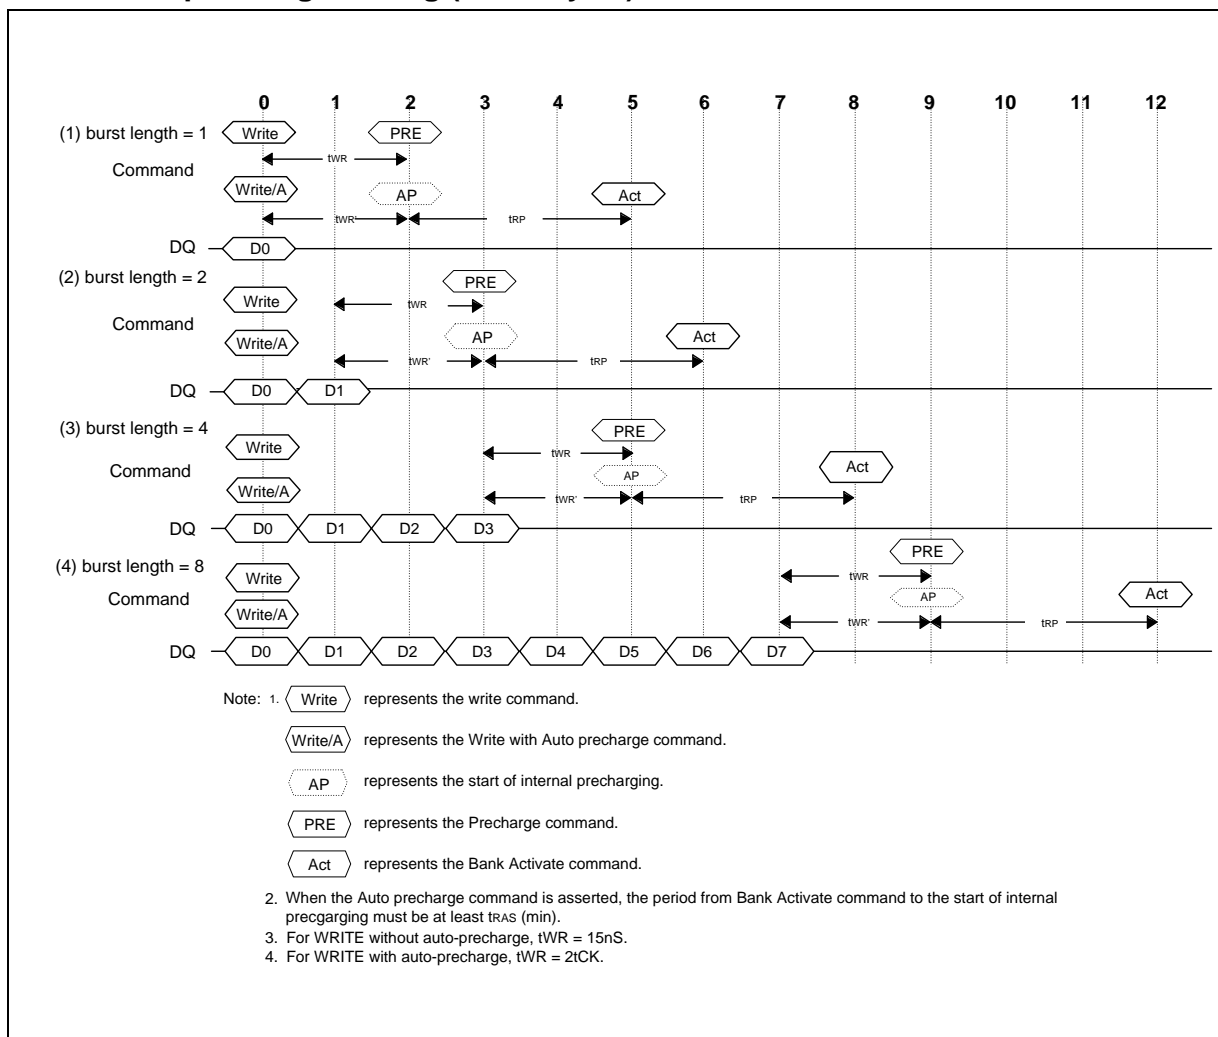 0 1 2 3 4 5 6 7 8 9 10 11 12
(1) burst length = 1 Write PRE
tWR
Command
Write/A AP Act
tWR' tRP
DQ D0
(2) burst length = 2 PRE
Write tWR
Command
Write/A AP Act
tWR' tRP
DQ D0 D1
(3) burst length = 4 PRE
Write tWR
Command Act
AP
Write/A tWR' tRP
DQ D0 D1 D2 D3
(4) burst length = 8 PRE
Write tWR
Command AP Act
Write/A tWR' tRP
DQ D0 D1 D2 D3 D4 D5 D6 D7
Note: 1. Write represents the write command.
Write/A represents the Write with Auto precharge command.
AP represents the start of internal precharging.
PRE represents the Precharge command.
Act represents the Bank Activate command.
2. When the Auto precharge command is asserted, the period from Bank Activate command to the start of internal
precgarging must be at least tRAS (min).
3. For WRITE without auto-precharge, tWR = 15nS.
4. For WRITE with auto-precharge, tWR = 2tCK.